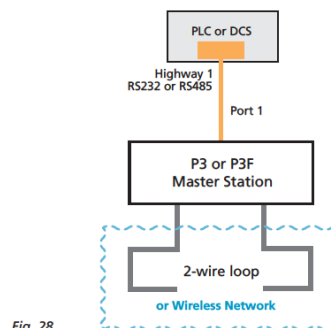 PLC or DCS
Highway 1
RS232 or RS485
Port 1
P3 or P3F
Master Station
2-wire loop
or Wireless Network
Fig. 28